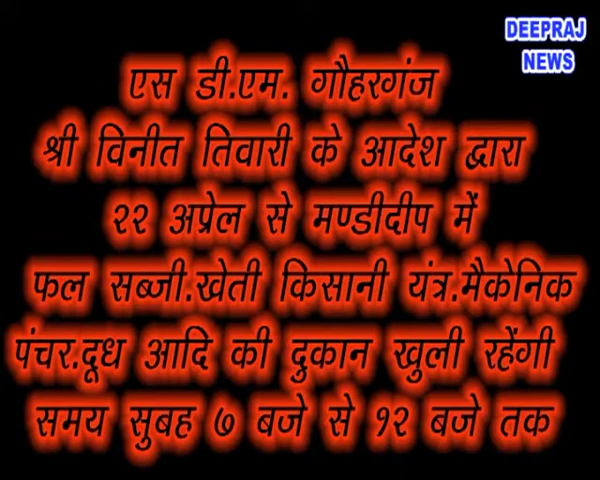 DEEPRAJ
NEWS
एस डी.एम. गौहरगंज
श्री विनीत तिवारी के आदेश द्वारा
२२ अप्रेल से मण्डीदीप में
फल सब्जी.खेती किसानी यंत्र.मैकेनिक
पंचर.दूध आदि की दुकान खुली रहेंगी
समय सुबह ७ बजे से १२ बजे तक